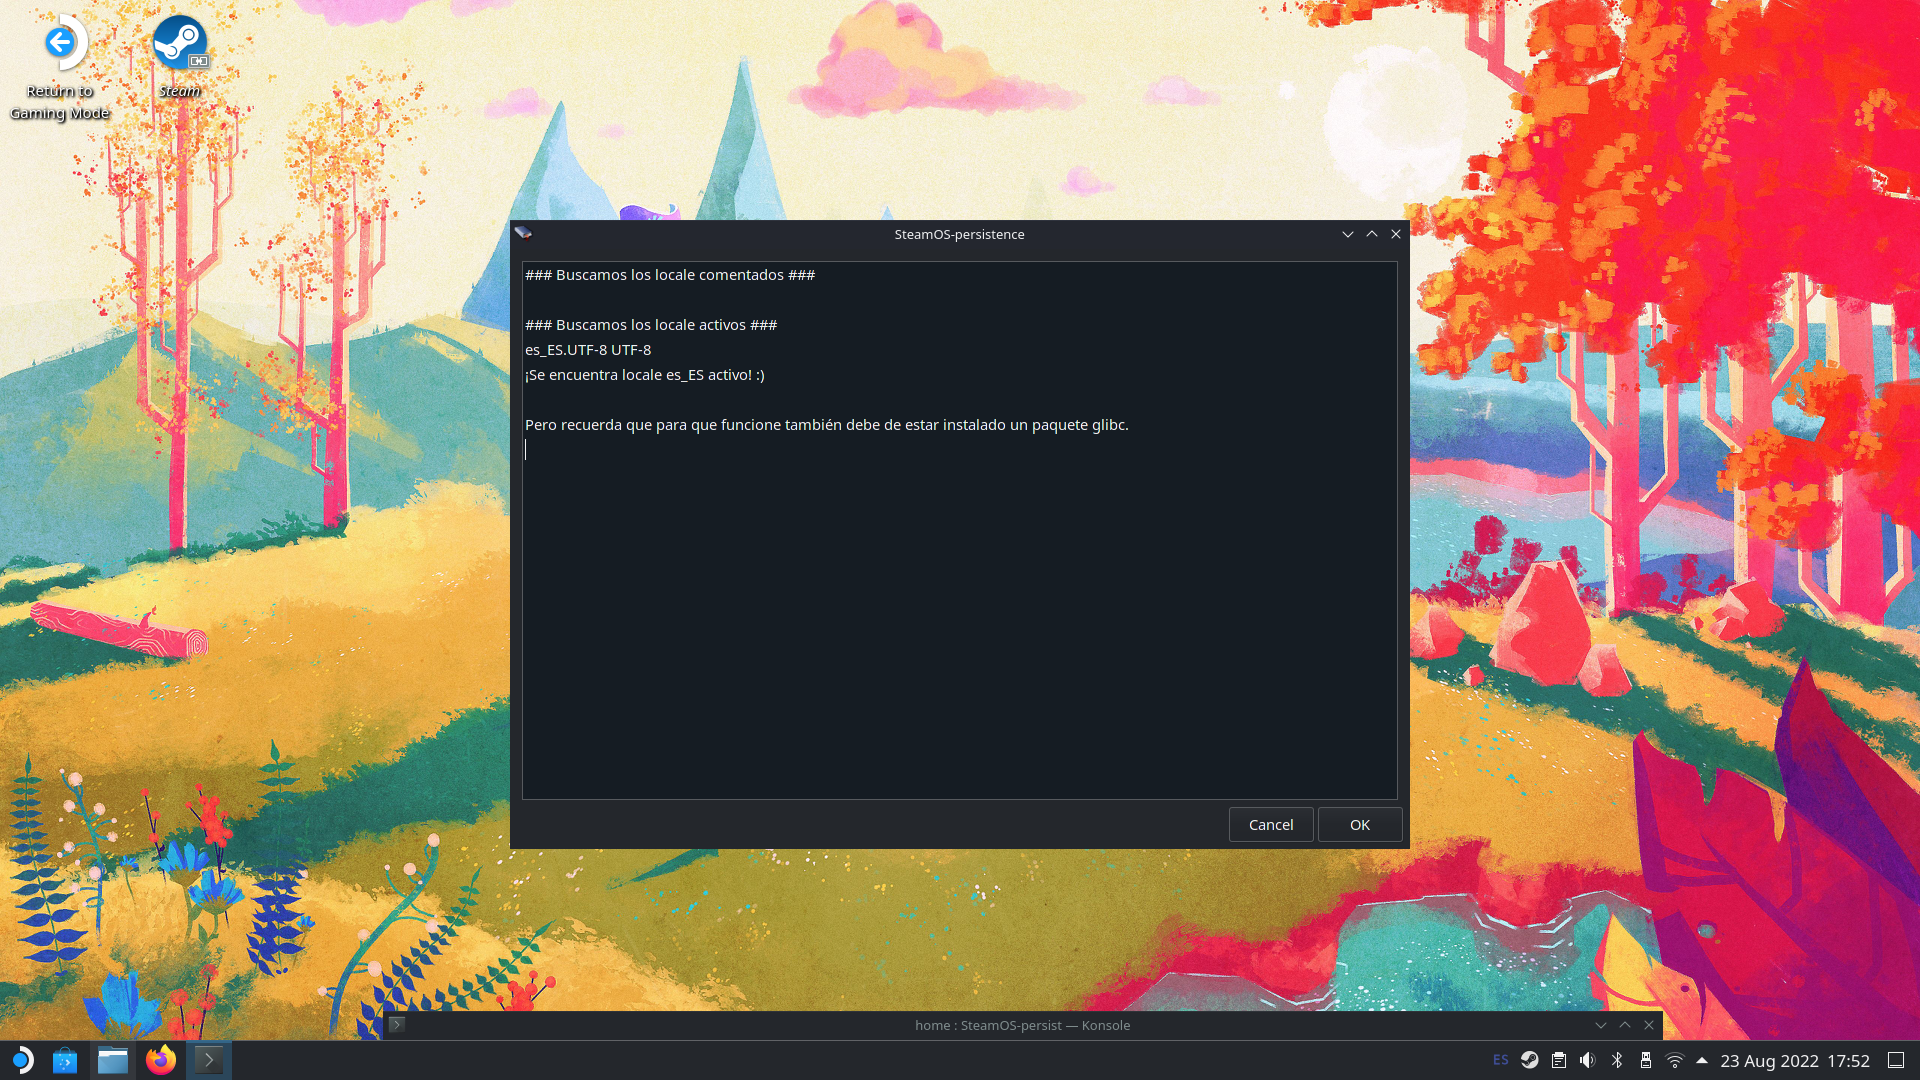 Return to
Gaming Mode
Steam
SteamOS-persistence
### Buscamos los locale comentados ###
### Buscamos los locale activos ###
es_ES.UTF-8 UTF-8
¡Se encuentra locale es_ES activo! :)
Pero recuerda que para que funcione también debe de estar instalado un paquete glibc.
Cancel
OK
home : SteamOS-persist — Konsole
ES
23 Aug 2022 17:52